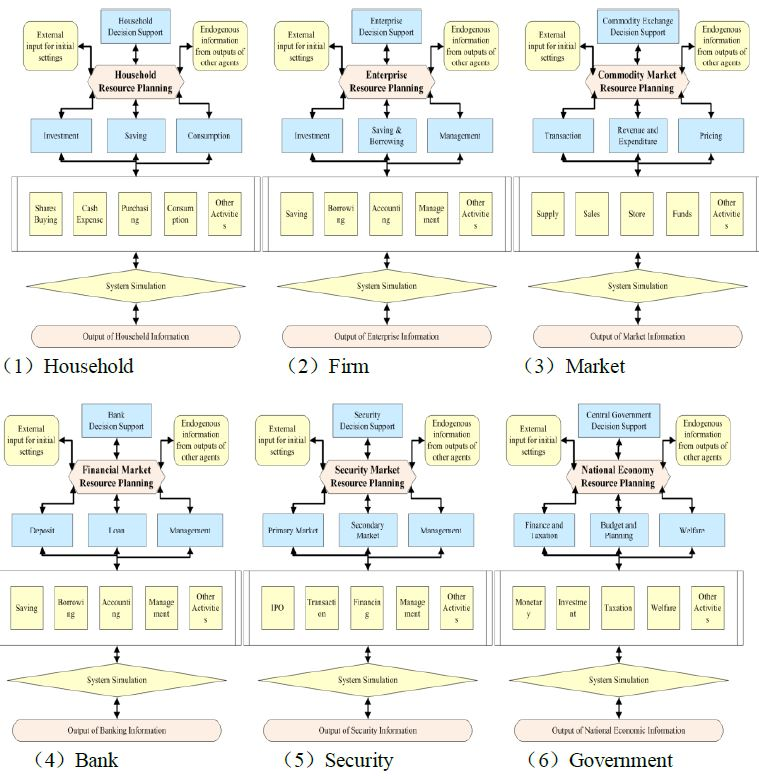 External
input for initial
settings
Household
Decision Support
Endogenous
information
from outputs of
other agents
Household
Resource Planning
Investment
Saving
Consumption
Shares
Buying
Cash
Expense
Purchas
ing
Consum
ption
Other
Activitie
s
System Simulation
Output of Household Information
（1）Household
External
input for initial
settings
Enterprise
Decision Support
Endogenous
information
from outputs of
other agents
Enterprise
Resource Planning
Investment
Saving &
Borrowing
Management
Saving
Borrowi
ng
Accounti
ng
Manage
ment
Other
Activitie
s
System Simulation
Output of Enterprise Information
（2）Firm
External
input for initial
settings
Commodity Exchange
Decision Support
Endogenous
information
from outputs of
other agents
Commodity Market
Resource Planning
Transaction
Revenue and
Expenditure
Pricing
Supply
Sales
Store
Funds
Other
Activitie
s
System Simulation
Output of Market Information
（3）Market
External
input for initial
settings
Bank
Decision Support
Endogenous
information
from outputs of
other agents
Financial Market
Resource Planning
Deposit
Loan
Management
Saving
Borrowi
ng
Accounti
ng
Manage
ment
Other
Activitie
s
System Simulation
Output of Banking Information
（4）Bank
External
input for initial
settings
Security
Decision Support
Endogenous
information
from outputs of
other agents
Security Market
Resource Planning
Primary Market
Secondary
Market
Management
IPO
Transacti
on
Financin
g
Manage
ment
Other
Activitie
s
System Simulation
Output of Security Information
（5）Security
External
input for initial
settings
Central Government
Decision Support
Endogenous
information
from outputs of
other agents
National Economy
Resource Planning
Finance and
Taxation
Budget and
Planning
Welfare
Monetar
y
Investme
nt
Taxation
Welfare
Other
Activitie
s
System Simulation
Output of National Economic Information
（6）Government